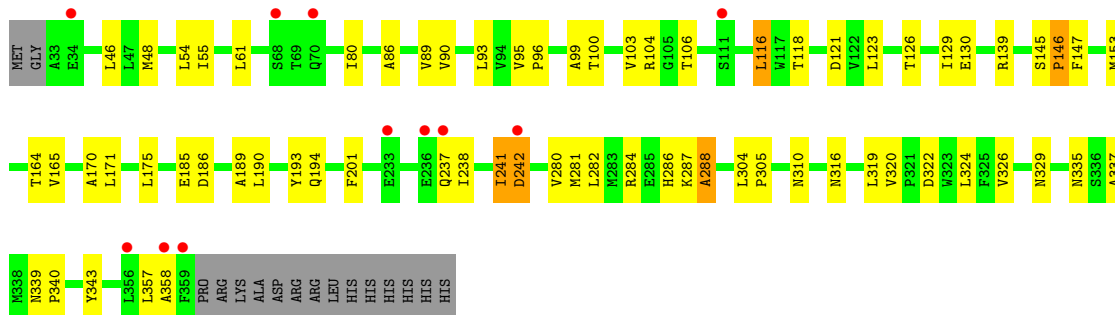 MET GLY A33 E34 L46 L47 M48 L54 I55 L61 S68 T69 Q70 I80 A86 V89 V90 L93 V94 V95 P96 A99 T100 V103 R104 G105 T106 S111 L116 W117 T118 D121 V122 L123 T126 I129 E130 R139 S145 P146 F147 M153
T164 V165 A170 L171 L175 E185 D186 A189 L190 Y193 Q194 F201 E233 E236 Q237 I238 I241 D242 V280 M281 L282 M283 R284 E285 H286 K287 A288 L304 P305 N310 N316 L319 V320 P321 D322 W323 L324 F325 V326 N329 N335 S336 A337
M338 N339 P340 Y343 L356 L357 A358 F359 PRO ARG LYS ALA ASP ARG ARG LEU HIS HIS HIS HIS HIS HIS